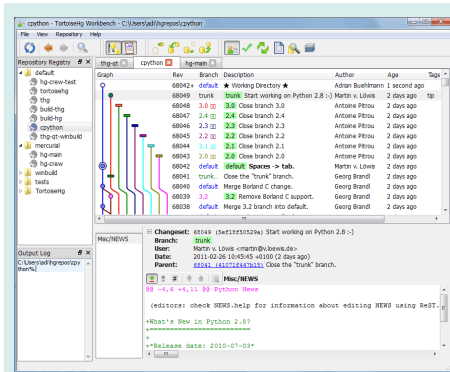 cpython - TortoiseHg Workbench - C:\Users\adi\hgrepos\cpython
File View Repository Help
Repository Registry
default
hg-crew-test
tortoisehg
thg
build-thg
build-hg
cpython
thg-qt-winbuild
mercurial
hg-main
hg-crew
winbuild
tests
TortoiseHg
thg-qt cpython hg-main
Graph Rev Branch Description Author Age Tags
68042+ default ★ Working Directory ★ Adrian Buehlmann 1 second ago
68049 trunk trunk Start working on Python 2.8 :-) Martin v. Löwis 2 days ago tip
68048 3.0 3.0 Close branch 3.0 Antoine Pitrou 2 days ago
68047 2.4 2.4 Close branch 2.4 Antoine Pitrou 2 days ago
68046 2.3 2.3 Close branch 2.3 Antoine Pitrou 2 days ago
68045 2.2 2.2 Close branch 2.2 Antoine Pitrou 2 days ago
68044 2.1 2.1 Close branch 2.1 Antoine Pitrou 2 days ago
68043 2.0 2.0 Close branch 2.0 Antoine Pitrou 2 days ago
68042 default default Spaces -> tab. Martin v. Löwis 2 days ago
68041 trunk Close the "trunk" branch. Georg Brandl 2 days ago
68040 default Merge Borland C change. Georg Brandl 2 days ago
68039 3.2 3.2 Remove Borland C support. Georg Brandl 2 days ago
68038 default Merge 3.2 branch into default. Georg Brandl 2 days ago
Output Log
C:\Users\adi\hgrepos\cpy
thon%
Misc/NEWS
Changeset: 68049 (5ef18f50529a) Start working on Python 2.8 :-)
Branch: trunk
User: Martin v. Löwis <martin@v.loewis.de>
Date: 2011-02-26 10:45:45 +0100 (2 days ago)
Parent: 68041 (41071f447b15) Close the "trunk" branch.
Misc/NEWS
@@ -4,6 +4,11 @@ Python News
(editors: check NEWS.help for information about editing NEWS using ReST.
+What's New in Python 2.8?
+=========================
+
+*Release date: 2010-07-03*